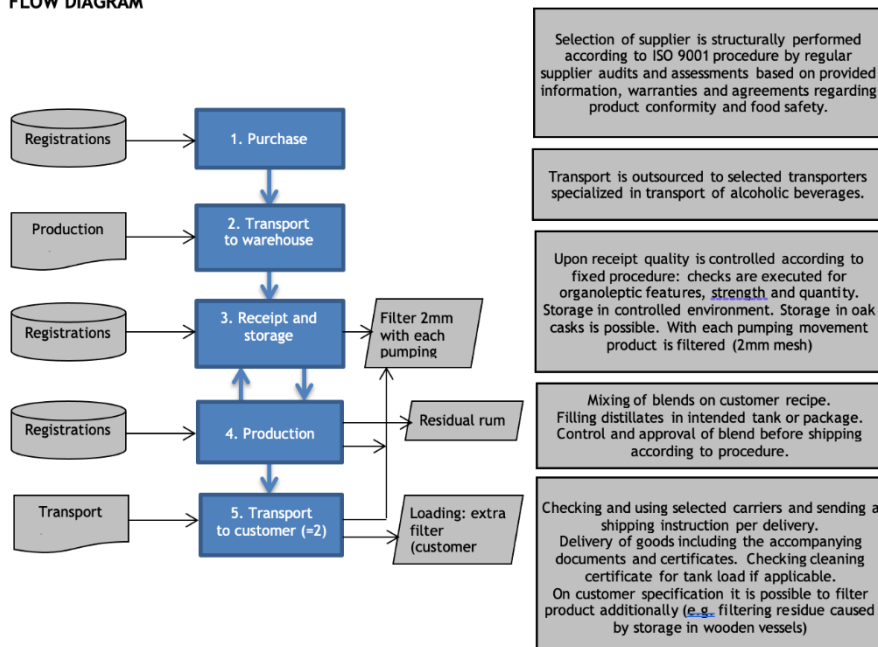 FLOW DIAGRAM
Selection of supplier is structurally performed
according to ISO 9001 procedure by regular
supplier audits and assessments based on provided
information, warranties and agreements regarding
product conformity and food safety.
Registrations
1. Purchase
Transport is outsourced to selected transporters
specialized in transport of alcoholic beverages.
Production
2. Transport
to warehouse
Upon receipt quality is controlled according to
fixed procedure: checks are executed for
organoleptic features, strength and quantity.
Storage in controlled environment. Storage in oak
casks is possible. With each pumping movement
product is filtered (2mm mesh)
Registrations
3. Receipt and
storage
Filter 2mm
with each
pumping
Mixing of blends on customer recipe.
Filling distillates in intended tank or package.
Control and approval of blend before shipping
according to procedure.
Registrations
4. Production
Residual rum
Transport
5. Transport
to customer (=2)
Loading: extra
filter
(customer
Checking and using selected carriers and sending a
shipping instruction per delivery.
Delivery of goods including the accompanying
documents and certificates. Checking cleaning
certificate for tank load if applicable.
On customer specification it is possible to filter
product additionally (e.g. filtering residue caused
by storage in wooden vessels)